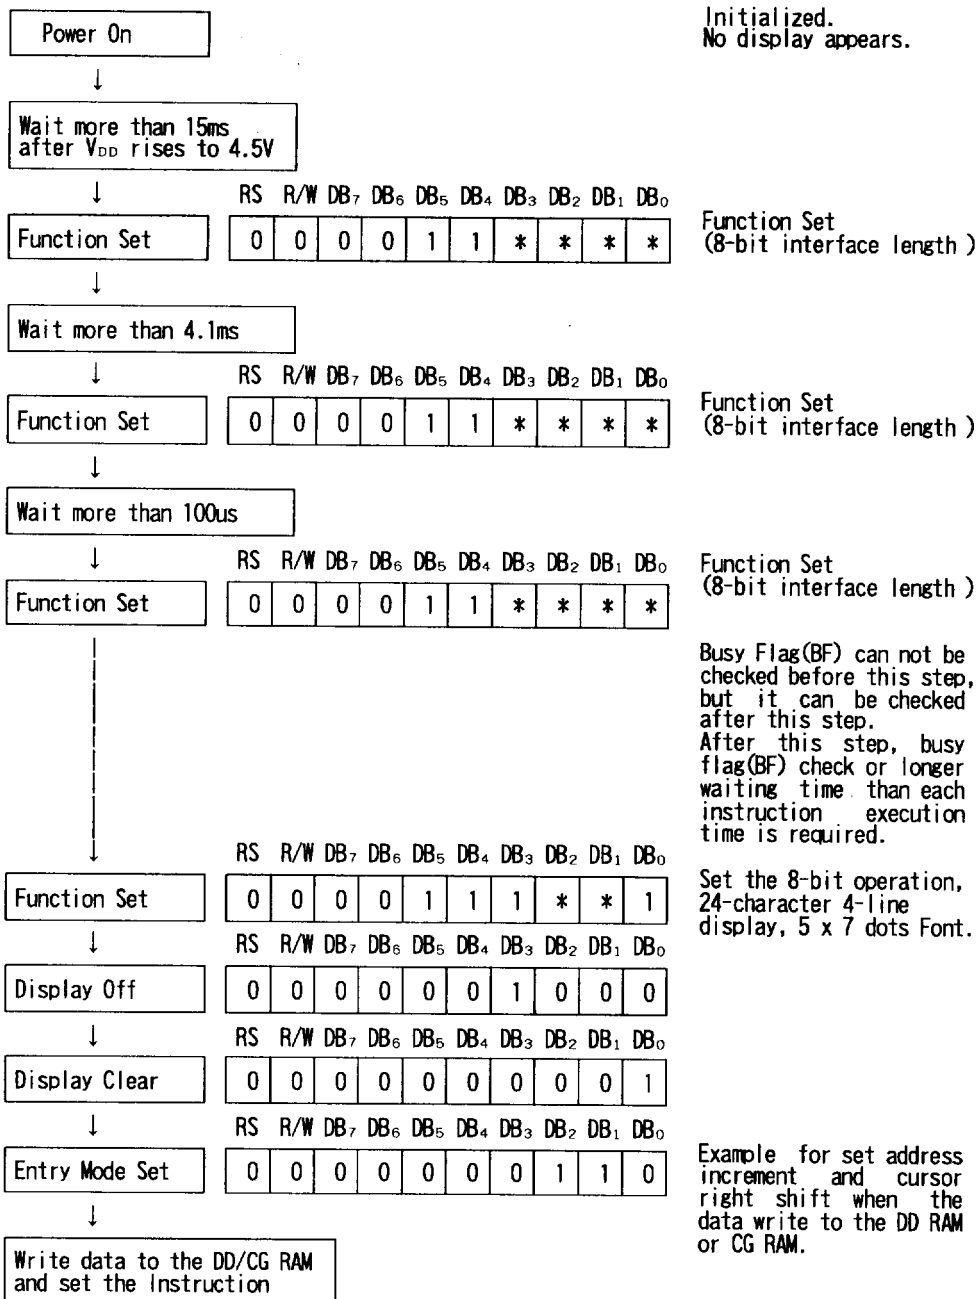 Power On
Initialized.
No display appears.
↓
Wait more than 15ms
after VDD rises to 4.5V
↓
RS R/W DB7 DB6 DB5 DB4 DB3 DB2 DB1 DB0
Function Set
0 0 0 0 1 1 * * * *
Function Set
(8-bit interface length )
↓
Wait more than 4.1ms
↓
RS R/W DB7 DB6 DB5 DB4 DB3 DB2 DB1 DB0
Function Set
0 0 0 0 1 1 * * * *
Function Set
(8-bit interface length )
↓
Wait more than 100us
↓
RS R/W DB7 DB6 DB5 DB4 DB3 DB2 DB1 DB0
Function Set
0 0 0 0 1 1 * * * *
Function Set
(8-bit interface length )
Busy Flag(BF) can not be
checked before this step,
but it can be checked
after this step.
After this step, busy
flag(BF) check or longer
waiting time than each
instruction execution
time is required.
↓
RS R/W DB7 DB6 DB5 DB4 DB3 DB2 DB1 DB0
Function Set
0 0 0 0 1 1 1 * * 1
Set the 8-bit operation,
24-character 4-line
display, 5 x 7 dots Font.
↓
RS R/W DB7 DB6 DB5 DB4 DB3 DB2 DB1 DB0
Display Off
0 0 0 0 0 0 1 0 0 0
↓
RS R/W DB7 DB6 DB5 DB4 DB3 DB2 DB1 DB0
Display Clear
0 0 0 0 0 0 0 0 0 1
↓
RS R/W DB7 DB6 DB5 DB4 DB3 DB2 DB1 DB0
Entry Mode Set
0 0 0 0 0 0 0 1 1 0
Example for set address
increment and cursor
right shift when the
data write to the DD RAM
or CG RAM.
↓
Write data to the DD/CG RAM
and set the Instruction